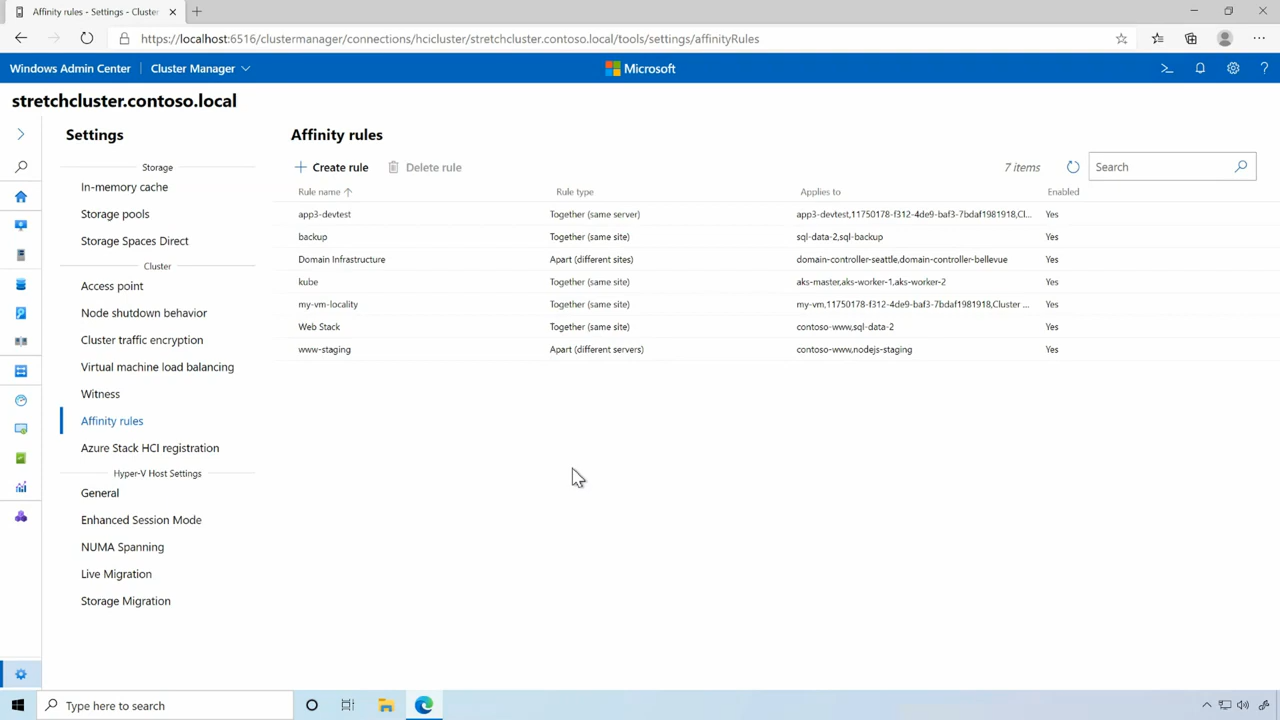 Affinity rules - Settings - Cluster
https://localhost:6516/clustermanager/connections/hcicluster/stretchcluster.contoso.local/tools/settings/affinityRules
Windows Admin Center
Cluster Manager
Microsoft
stretchcluster.contoso.local
Settings
Storage
In-memory cache
Storage pools
Storage Spaces Direct
Cluster
Access point
Node shutdown behavior
Cluster traffic encryption
Virtual machine load balancing
Witness
Affinity rules
Azure Stack HCI registration
Hyper-V Host Settings
General
Enhanced Session Mode
NUMA Spanning
Live Migration
Storage Migration
Affinity rules
Create rule Delete rule 7 items Search
Rule name Rule type Applies to Enabled
app3-devtest Together (same server) app3-devtest,11750178-f312-4de9-baf3-7bdaf1981918,Cl... Yes
backup Together (same site) sql-data-2,sql-backup Yes
Domain Infrastructure Apart (different sites) domain-controller-seattle,domain-controller-bellevue Yes
kube Together (same site) aks-master,aks-worker-1,aks-worker-2 Yes
my-vm-locality Together (same site) my-vm,11750178-f312-4de9-baf3-7bdaf1981918,Cluster ... Yes
Web Stack Together (same site) contoso-www,sql-data-2 Yes
www-staging Apart (different servers) contoso-www,nodejs-staging Yes
Type here to search